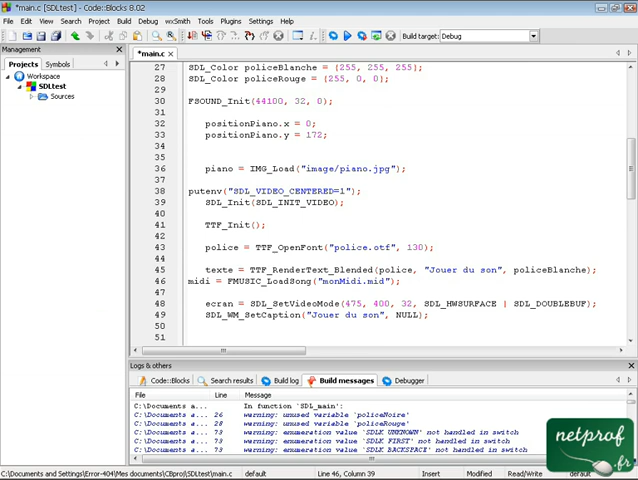 *main.c [SDLtest] - Code::Blocks 8.02
File Edit View Search Project Build Debug wxSmith Tools Plugins Settings Help
Build target: Debug
Management
Projects Symbols
Workspace
SDLtest
Sources
*main.c
27 SDL_Color policeBlanche = {255, 255, 255};
28 SDL_Color policeRouge = {255, 0, 0};
29
30 FSOUND_Init(44100, 32, 0);
31
32 positionPiano.x = 0;
33 positionPiano.y = 172;
34
35
36 piano = IMG_Load("image/piano.jpg");
37
38 putenv("SDL_VIDEO_CENTERED=1");
39 SDL_Init(SDL_INIT_VIDEO);
40
41 TTF_Init();
42
43 police = TTF_OpenFont("police.otf", 130);
44
45 texte = TTF_RenderText_Blended(police, "Jouer du son", policeBlanche);
46 midi = FMUSIC_LoadSong("monMidi.mid");
47
48 ecran = SDL_SetVideoMode(475, 400, 32, SDL_HWSURFACE | SDL_DOUBLEBUF);
49 SDL_WM_SetCaption("Jouer du son", NULL);
50
51
Logs & others
Code::Blocks Search results Build log Build messages Debugger
File Line Message
C:\Documents a... In function `SDL_main':
C:\Documents a... 26 warning: unused variable `policeNoire'
C:\Documents a... 28 warning: unused variable `policeRouge'
C:\Documents a... 73 warning: enumeration value `SDLK_UNKNOWN' not handled in switch
C:\Documents a... 73 warning: enumeration value `SDLK_FIRST' not handled in switch
C:\Documents a... 73 warning: enumeration value `SDLK_BACKSPACE' not handled in switch
netprof
.fr
C:\Documents and Settings\Error-404\Mes documents\CBproj\SDLtest\main.c default Line 46, Column 39 Insert Modified Read/Write default